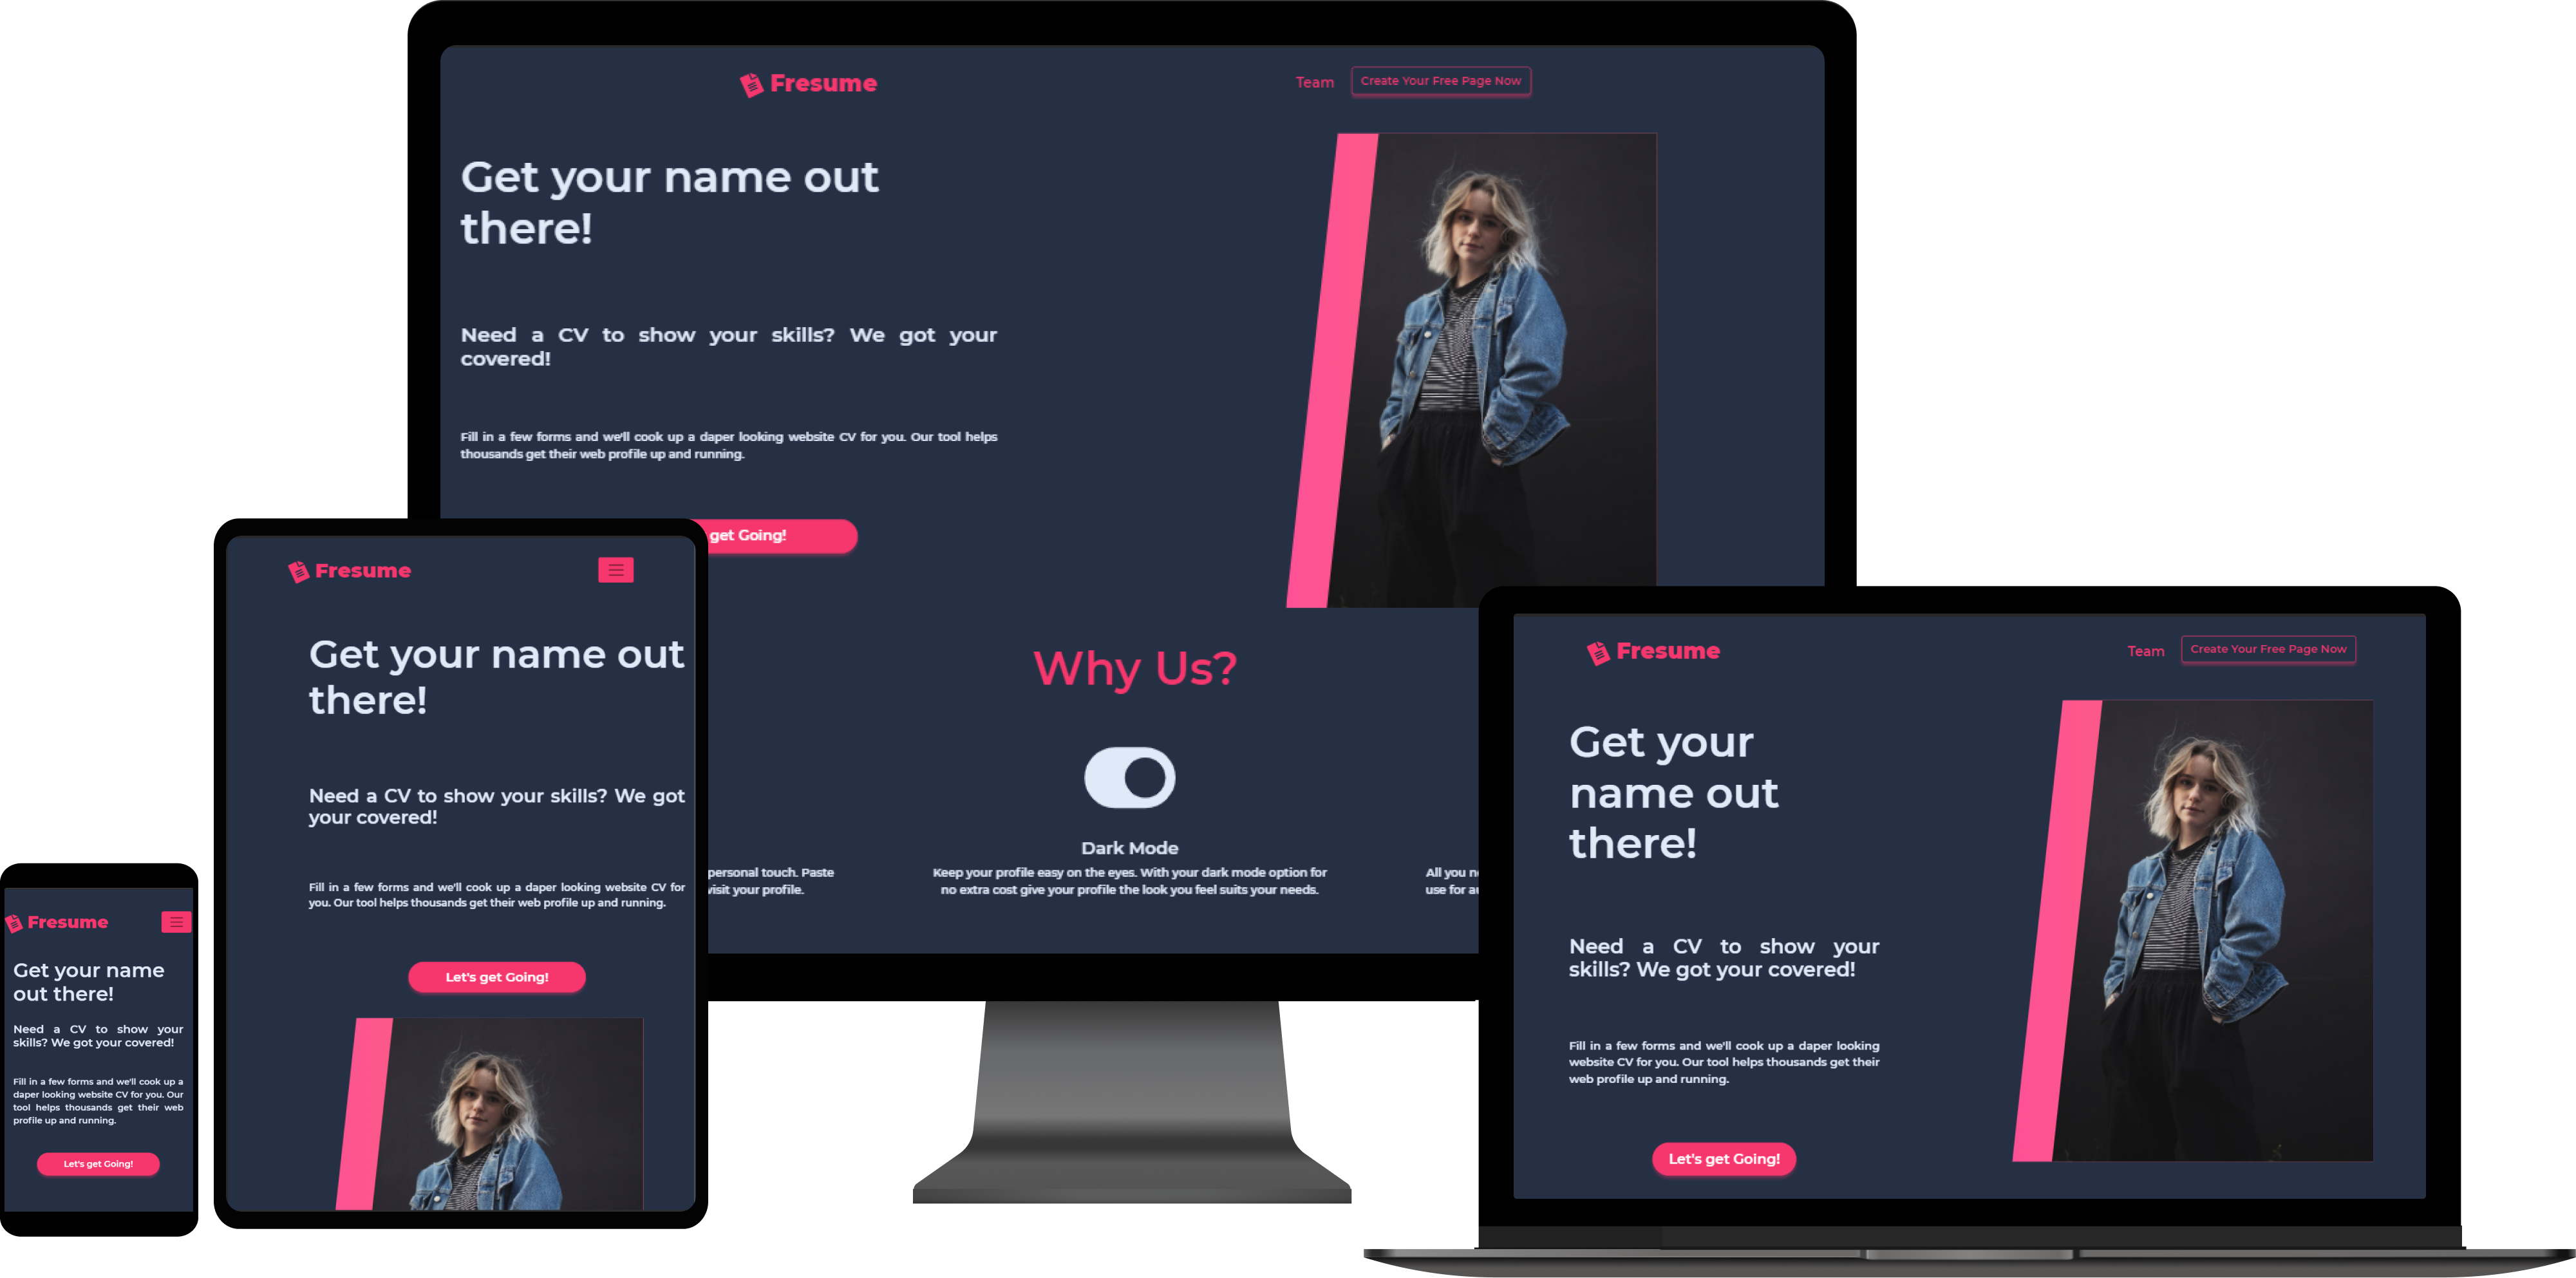 Fresume
Team
Create Your Free Page Now
Get your name out
there!
Need a CV to show your skills? We got your
covered!
Fill in a few forms and we'll cook up a daper looking website CV for you. Our tool helps
thousands get their web profile up and running.
get Going!
Why Us?
Dark Mode
personal touch. Paste
visit your profile.
Keep your profile easy on the eyes. With your dark mode option for
no extra cost give your profile the look you feel suits your needs.
All you
use for
Fresume
Get your name out
there!
Need a CV to show your skills? We got
your covered!
Fill in a few forms and we'll cook up a daper looking website CV for
you. Our tool helps thousands get their web profile up and running.
Let's get Going!
Fresume
Get your name
out there!
Need a CV to show your
skills? We got your covered!
Fill in a few forms and we'll cook up a
daper looking website CV for you. Our
tool helps thousands get their web
profile up and running.
Let's get Going!
Fresume
Team
Create Your Free Page Now
Get your
name out
there!
Need a CV to show your
skills? We got your covered!
Fill in a few forms and we'll cook up a daper looking
website CV for you. Our tool helps thousands get their
web profile up and running.
Let's get Going!